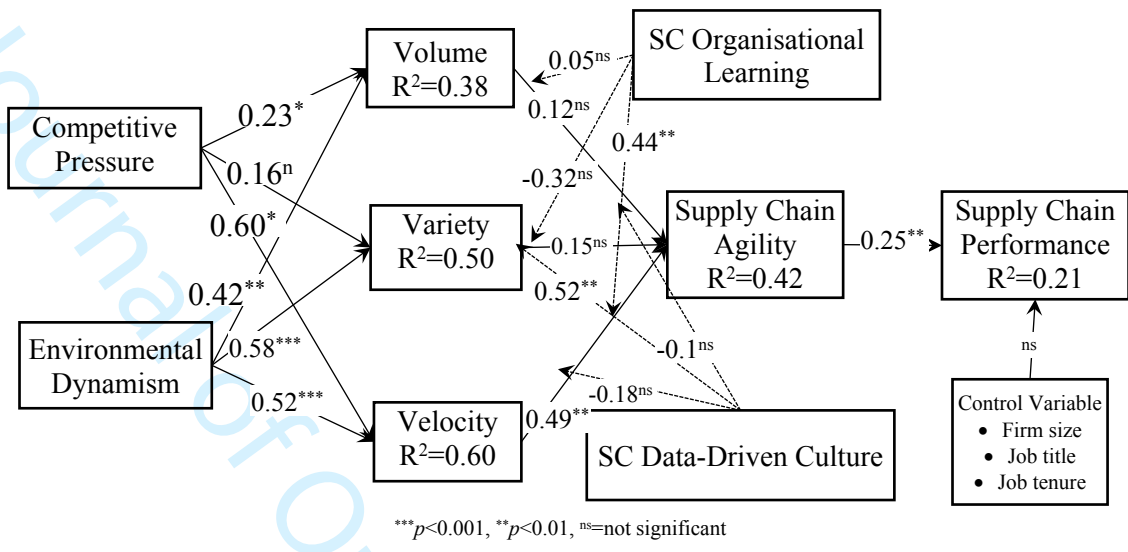 Volume
R²=0.38
SC Organisational
Learning
0.05ⁿˢ
0.12ⁿˢ
Competitive
Pressure
0.23*
0.44**
0.16ⁿ
-0.32ⁿˢ
0.60*
Variety
R²=0.50
0.15ⁿˢ
Supply Chain
Agility
R²=0.42
0.25**
Supply Chain
Performance
R²=0.21
0.42**
0.52**
Environmental
Dynamism
0.58***
-0.1ⁿˢ
ns
0.52***
-0.18ⁿˢ
Velocity
R²=0.60
0.49**
SC Data-Driven Culture
Control Variable
● Firm size
● Job title
● Job tenure
***p<0.001, **p<0.01, ⁿˢ=not significant
Journal of O